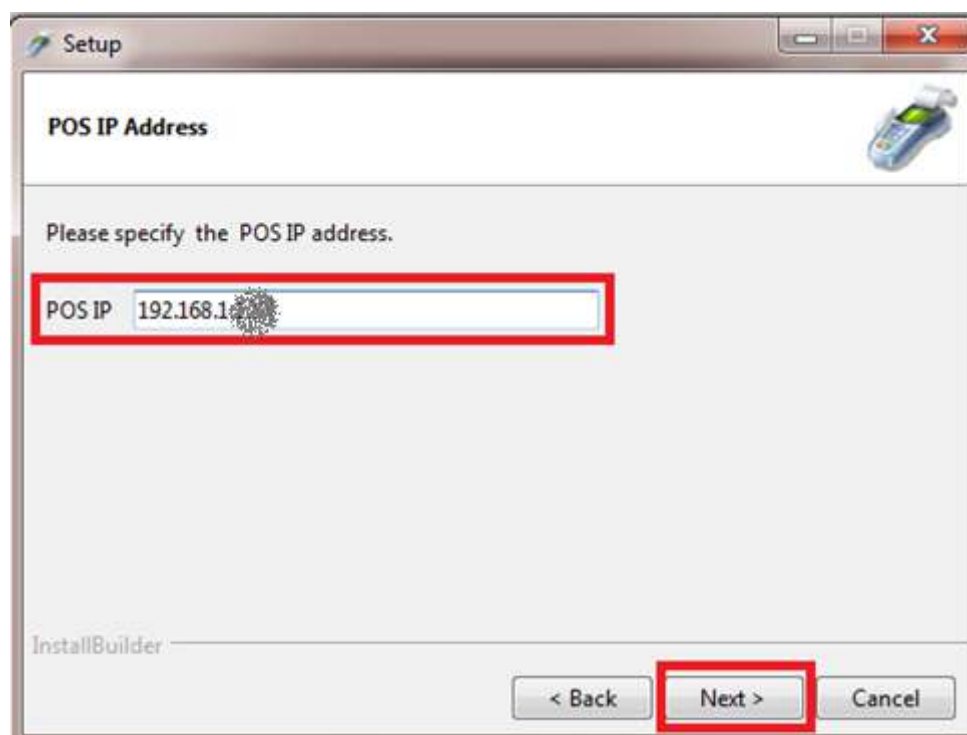 Setup
POS IP Address
Please specify the POS IP address.
POS IP 192.168.1
InstallBuilder
< Back Next > Cancel